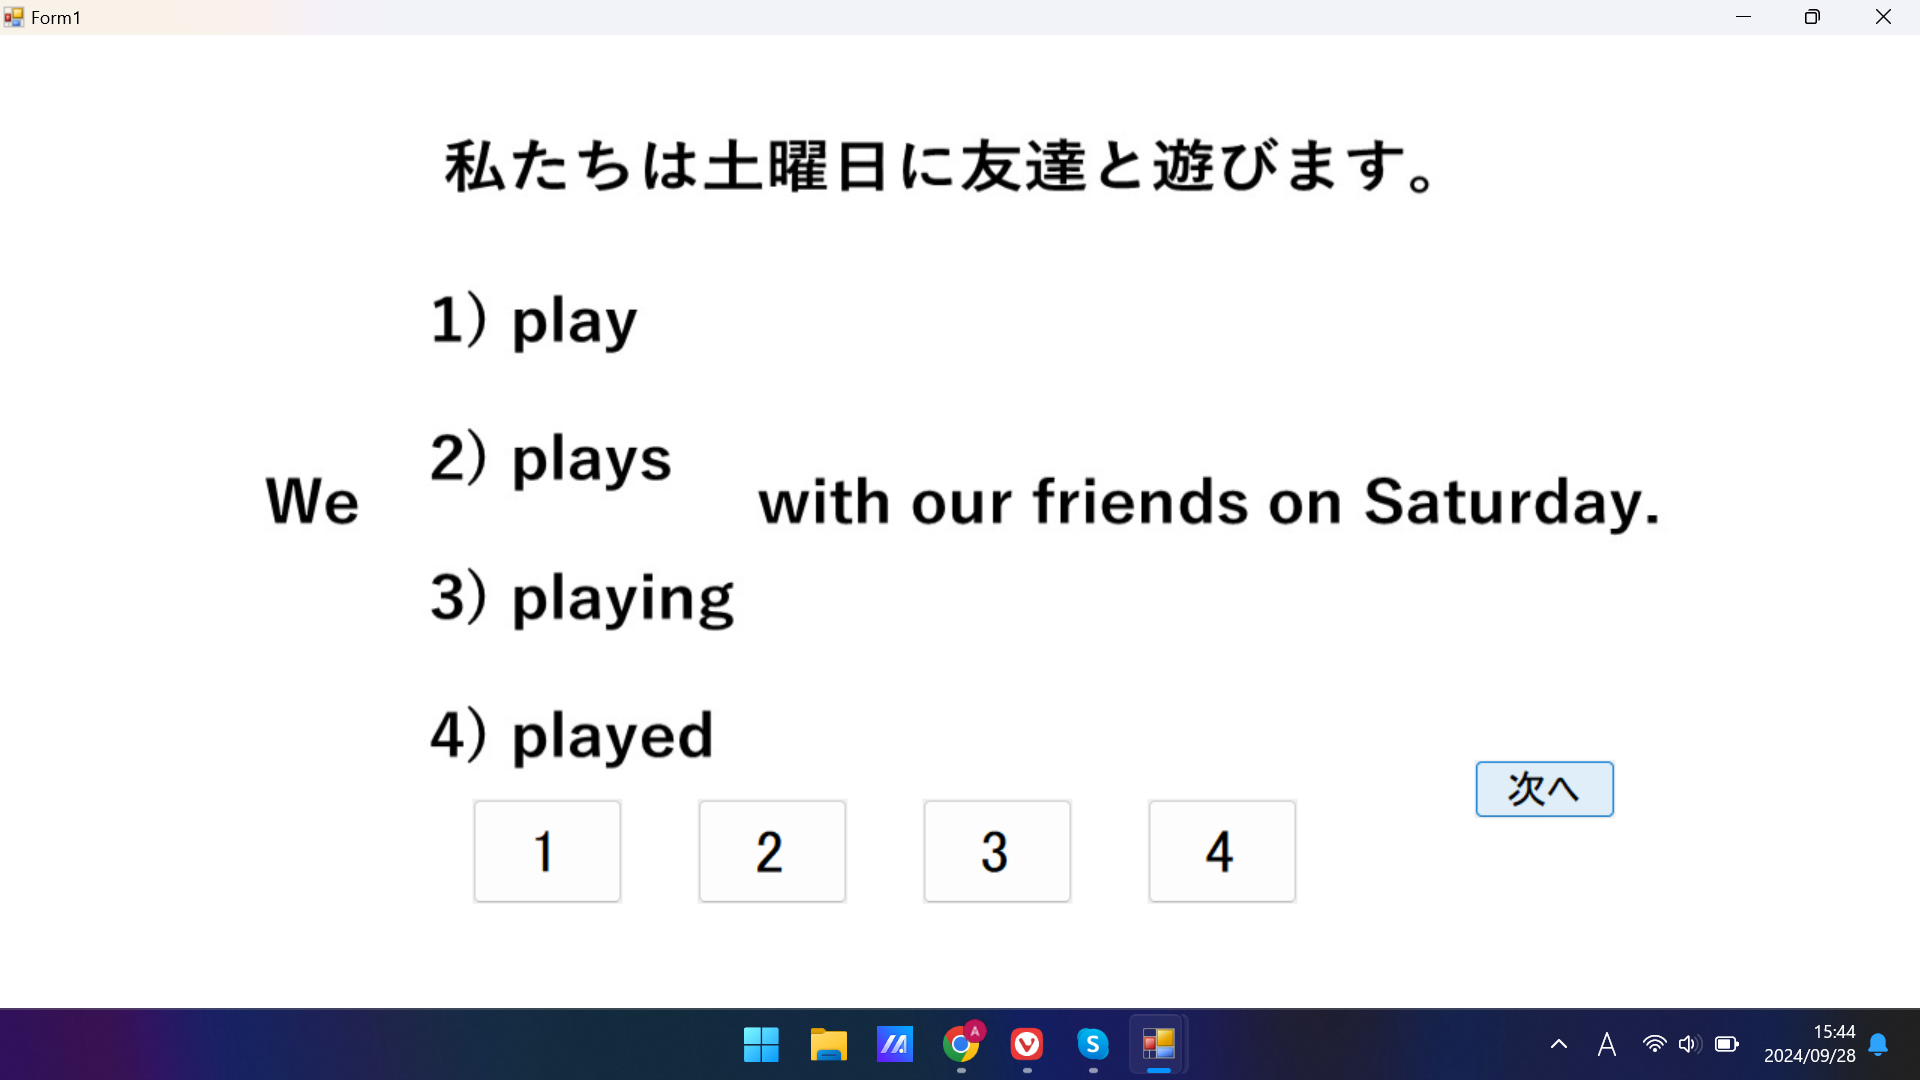 Form1
私たちは土曜日に友達と遊びます。
1) play
2) plays
We
with our friends on Saturday.
3) playing
4) played
次へ
1 2 3 4
A
S
A
15:44
2024/09/28